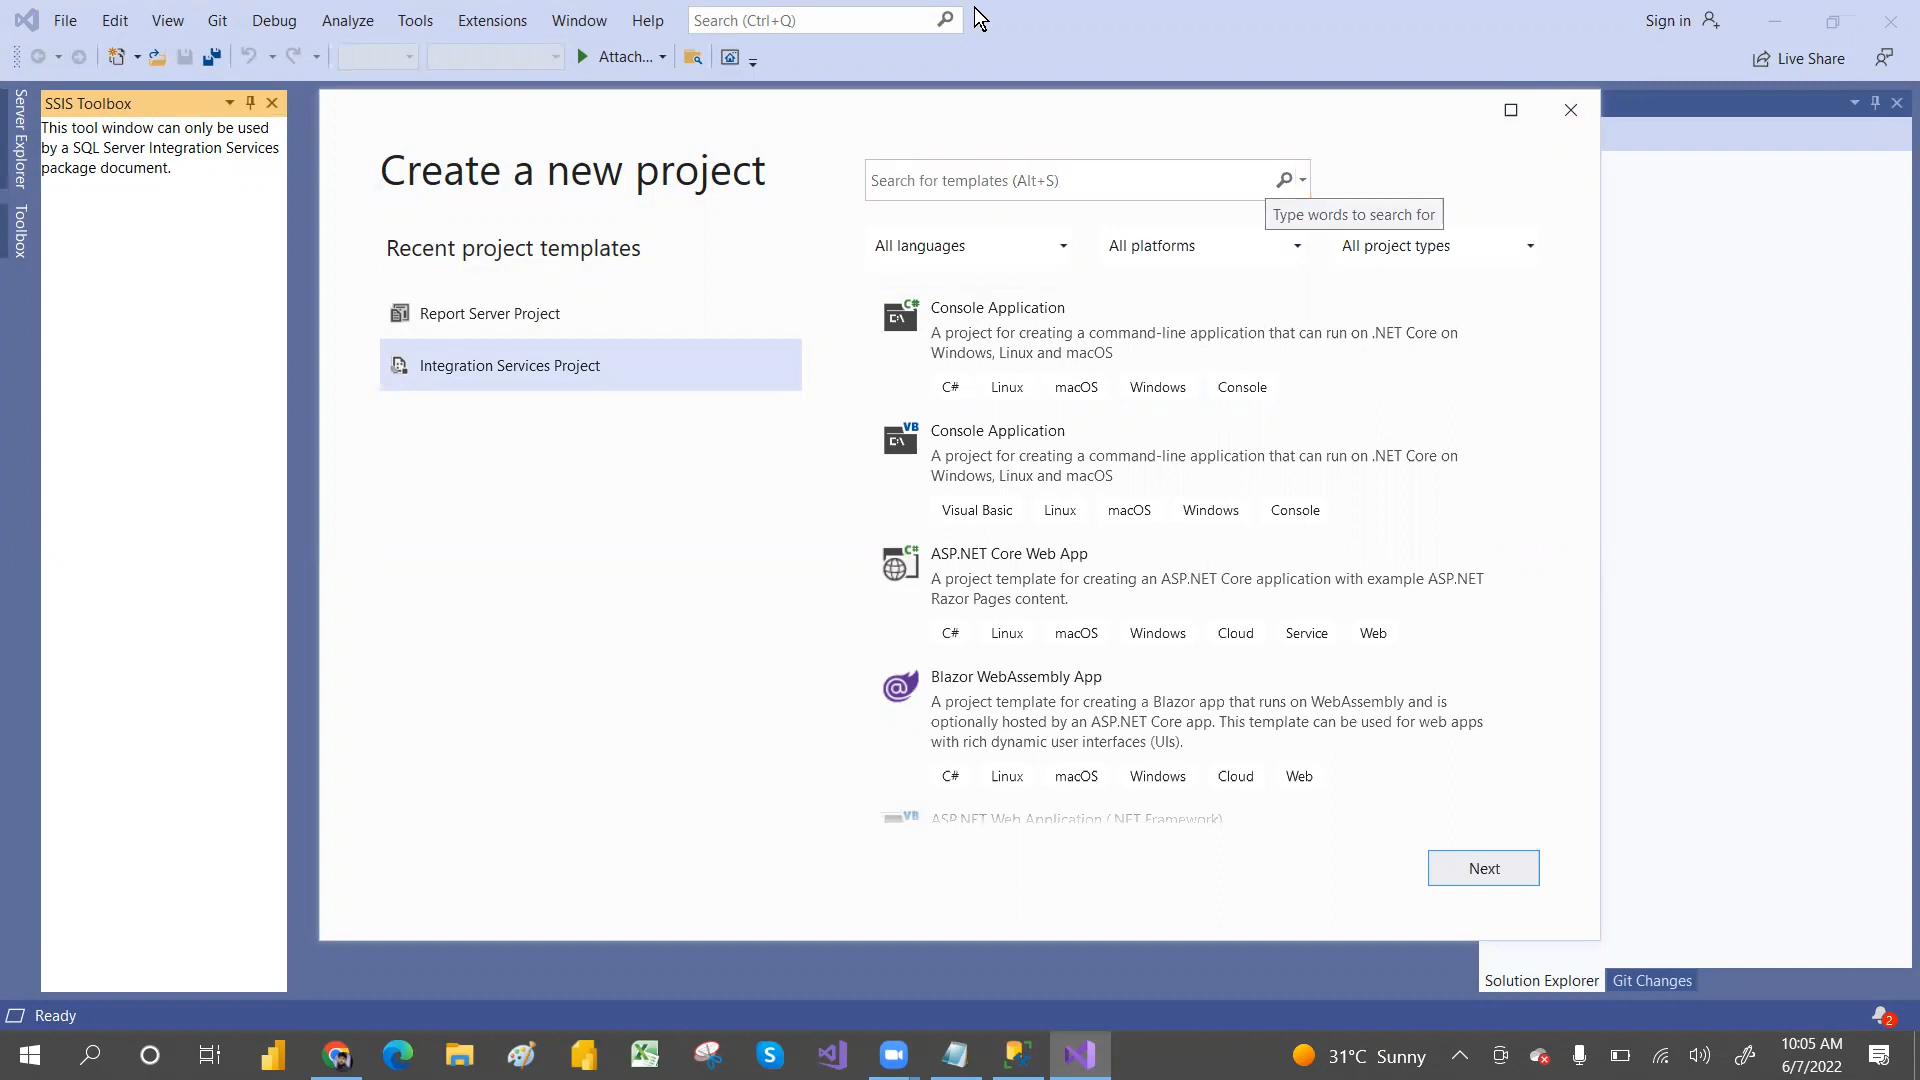 File Edit View Git Debug Analyze Tools Extensions Window Help Search (Ctrl+Q) Sign in
Attach... Live Share
Server Explorer
Toolbox
SSIS Toolbox
This tool window can only be used
by a SQL Server Integration Services
package document.
Create a new project
Recent project templates
Report Server Project
Integration Services Project
Search for templates (Alt+S)
Type words to search for
All languages All platforms All project types
C# Console Application
A project for creating a command-line application that can run on .NET Core on
Windows, Linux and macOS
C# Linux macOS Windows Console
VB Console Application
A project for creating a command-line application that can run on .NET Core on
Windows, Linux and macOS
Visual Basic Linux macOS Windows Console
C# ASP.NET Core Web App
A project template for creating an ASP.NET Core application with example ASP.NET
Razor Pages content.
C# Linux macOS Windows Cloud Service Web
Blazor WebAssembly App
A project template for creating a Blazor app that runs on WebAssembly and is
optionally hosted by an ASP.NET Core app. This template can be used for web apps
with rich dynamic user interfaces (UIs).
C# Linux macOS Windows Cloud Web
VB ASP.NET Web Application (.NET Framework)
Next
Solution Explorer Git Changes
Ready 2
31°C Sunny
10:05 AM
6/7/2022